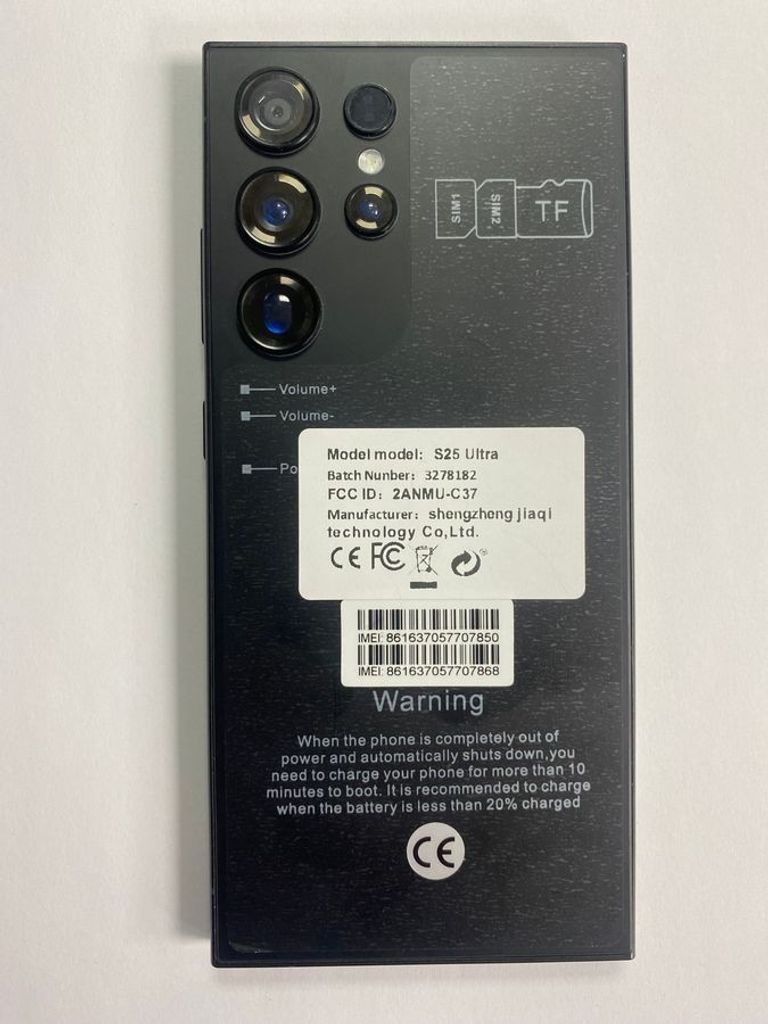 SIM1 SIM2 TF
Volume+
Volume-
Po
Model model: S25 Ultra
Batch Nunber: 3278182
FCC ID: 2ANMU-C37
Manufacturer: shengzheng jiaqi
technology Co,Ltd.
CE FC
IMEI: 861637057707850
IMEI: 861637057707868
Warning
When the phone is completely out of
power and automatically shuts down,you
need to charge your phone for more than 10
minutes to boot. It is recommended to charge
when the battery is less than 20% charged
CE